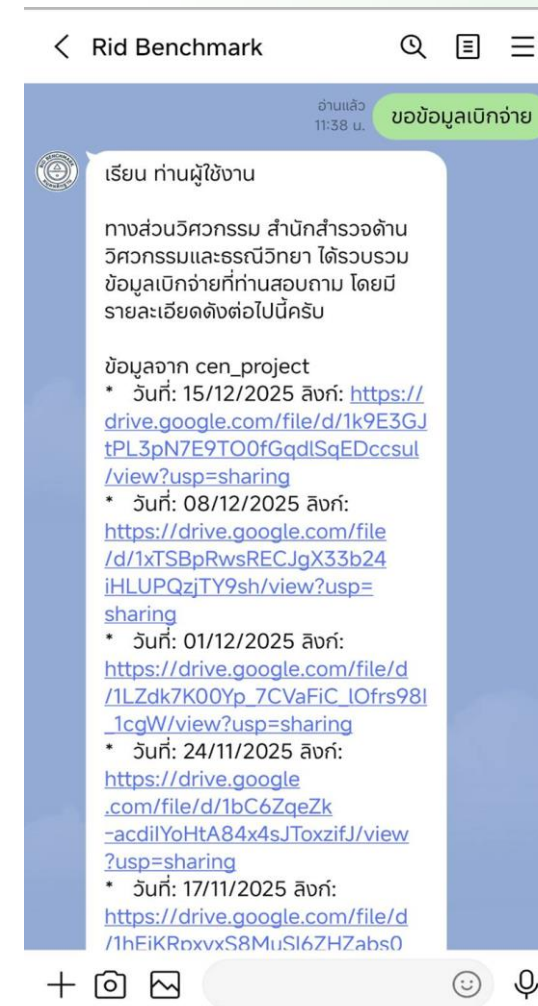 Rid Benchmark
อ่านแล้ว
11:38 น.
ขอข้อมูลเบิกจ่าย
เรียน ท่านผู้ใช้งาน
ทางส่วนวิศวกรรม สำนักสำรวจด้าน
วิศวกรรมและธรณีวิทยา ได้รวบรวม
ข้อมูลเบิกจ่ายที่ท่านสอบถาม โดยมี
รายละเอียดดังต่อไปนี้ครับ
ข้อมูลจาก cen_project
* วันที่: 15/12/2025 ลิงก์: https://
drive.google.com/file/d/1k9E3GJ
tPL3pN7E9TO0fGqdlSqEDccsul
/view?usp=sharing
* วันที่: 08/12/2025 ลิงก์:
https://drive.google.com/file
/d/1xTSBpRwsRECJgX33b24
iHLUPQzjTY9sh/view?usp=
sharing
* วันที่: 01/12/2025 ลิงก์:
https://drive.google.com/file/d
/1LZdk7K00Yp_7CVaFiC_lOfrs98I
_1cgW/view?usp=sharing
* วันที่: 24/11/2025 ลิงก์:
https://drive.google
.com/file/d/1bC6ZqeZk
-acdiIYoHtA84x4sJToxzifJ/view
?usp=sharing
* วันที่: 17/11/2025 ลิงก์:
https://drive.google.com/file/d
/1hEiKRpxvxS8MuSI6ZHZabs0